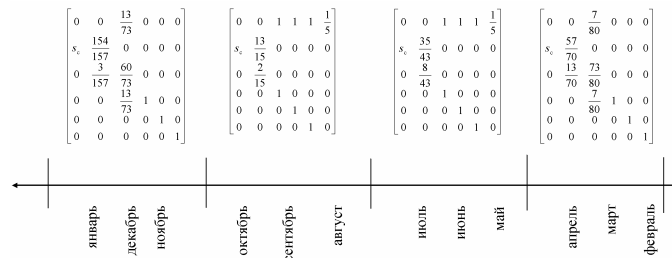 0 0 13/73 0 0 0
s_c 154/157 0 0 0 0
0 3/157 60/73 0 0 0
0 0 13/73 1 0 0
0 0 0 0 1 0
0 0 0 0 0 1
0 0 1 1 1 1/5
s_c 13/15 0 0 0 0
0 2/15 0 0 0 0
0 0 1 0 0 0
0 0 0 1 0 0
0 0 0 0 1 0
0 0 1 1 1 1/5
s_c 35/43 0 0 0 0
0 8/43 0 0 0 0
0 0 1 0 0 0
0 0 0 1 0 0
0 0 0 0 1 0
0 0 7/80 0 0 0
s_c 57/70 0 0 0 0
0 13/70 73/80 0 0 0
0 0 7/80 1 0 0
0 0 0 0 1 0
0 0 0 0 0 1
январь
декабрь
ноябрь
октябрь
сентябрь
август
июль
июнь
май
апрель
март
февраль